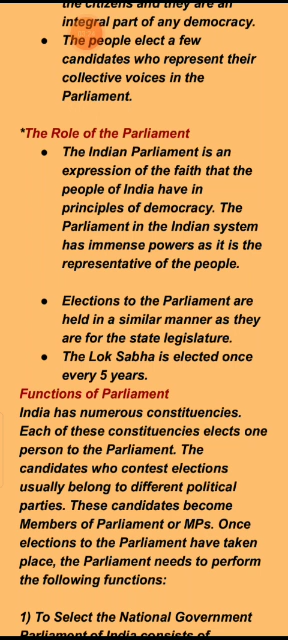 the citizens and they are an
integral part of any democracy.
● The people elect a few
candidates who represent their
collective voices in the
Parliament.
*The Role of the Parliament
● The Indian Parliament is an
expression of the faith that the
people of India have in
principles of democracy. The
Parliament in the Indian system
has immense powers as it is the
representative of the people.
● Elections to the Parliament are
held in a similar manner as they
are for the state legislature.
● The Lok Sabha is elected once
every 5 years.
Functions of Parliament
India has numerous constituencies.
Each of these constituencies elects one
person to the Parliament. The
candidates who contest elections
usually belong to different political
parties. These candidates become
Members of Parliament or MPs. Once
elections to the Parliament have taken
place, the Parliament needs to perform
the following functions:
1) To Select the National Government
Parliament of India consists of